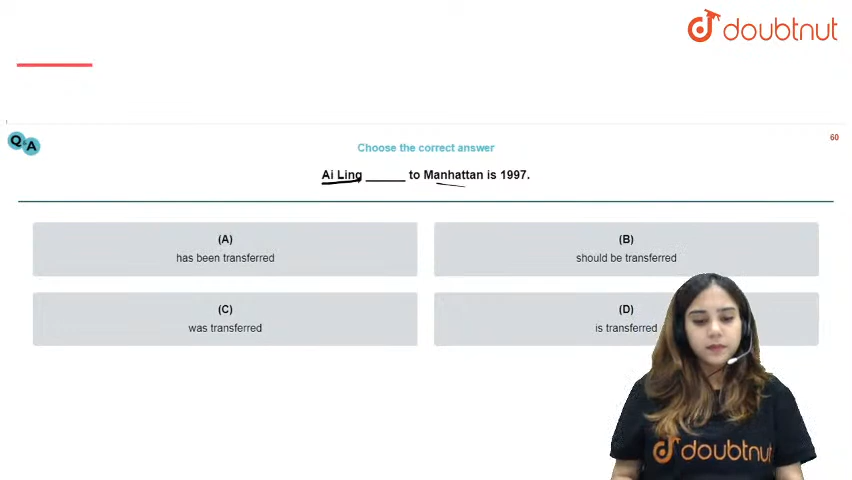 doubtnut
Q & A
60
Choose the correct answer
Ai Ling ______ to Manhattan is 1997.
(A)
has been transferred
(B)
should be transferred
(C)
was transferred
(D)
is transferred
doubtnut